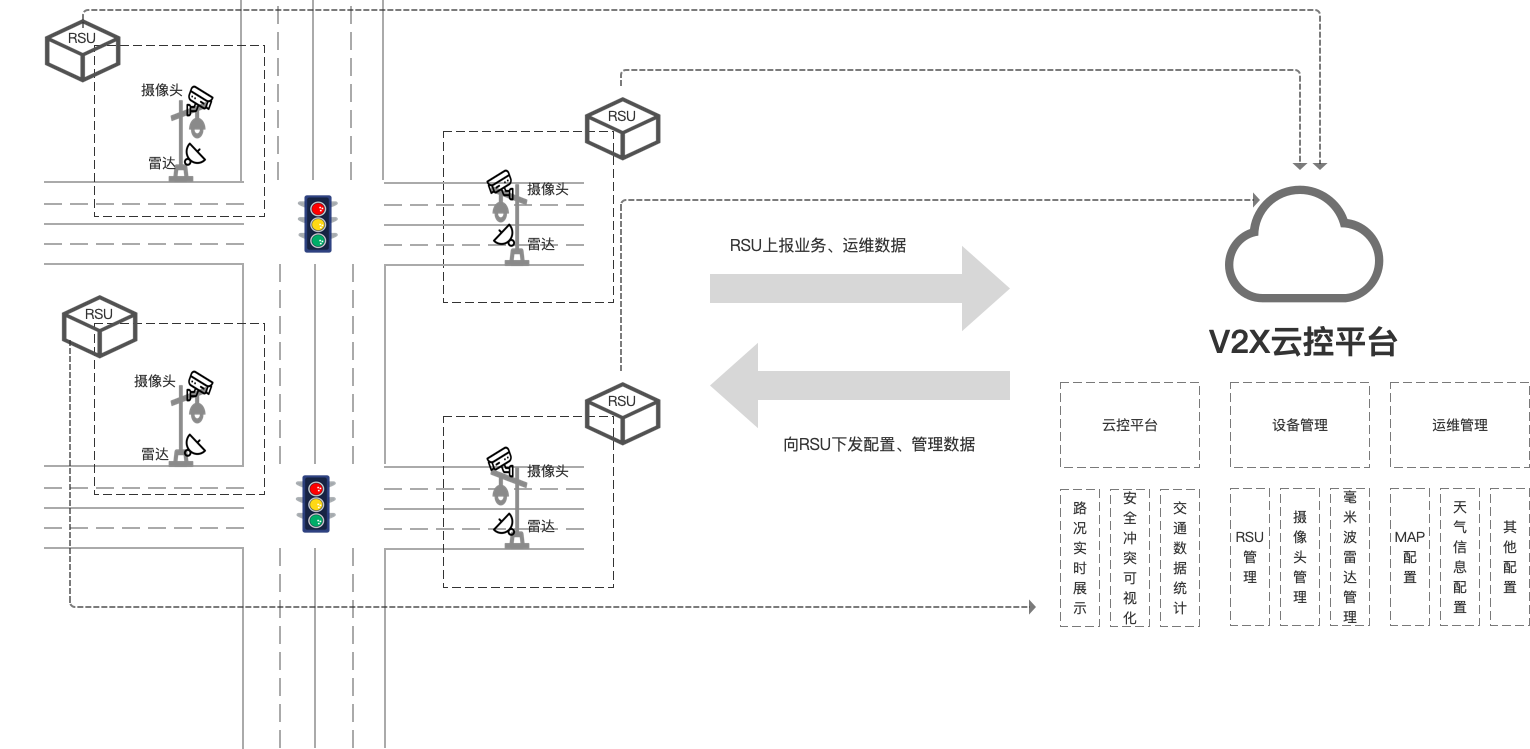 RSU
摄像头
雷达
RSU
摄像头
雷达
RSU上报业务、运维数据
V2X云控平台
RSU
摄像头
雷达
RSU
摄像头
雷达
向RSU下发配置、管理数据
云控平台
设备管理
运维管理
路况实时展示
安全冲突可视化
交通数据统计
RSU管理
摄像头管理
毫米波雷达管理
MAP配置
天气信息配置
其他配置